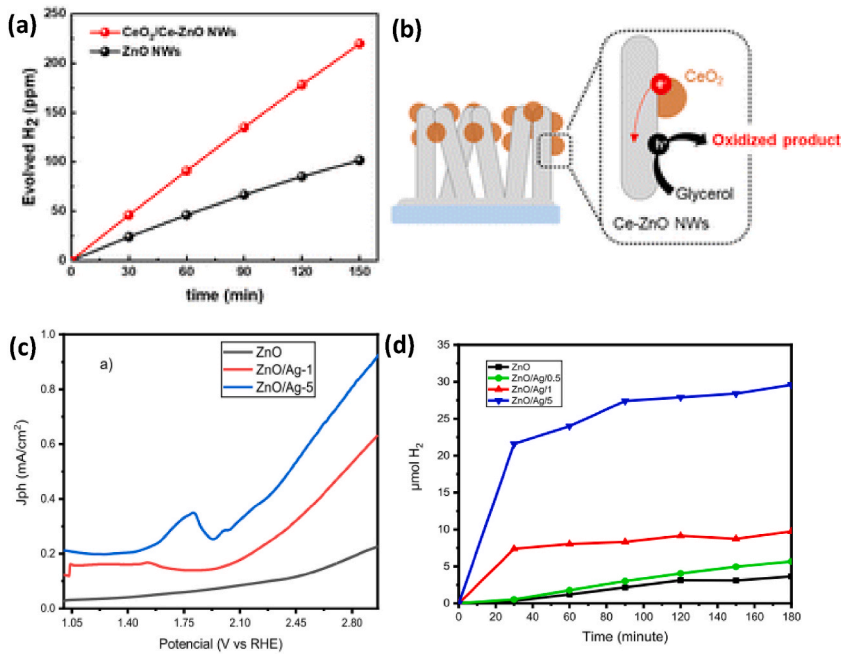 (a)
250
200
150
100
50
0
Evolved H₂ (ppm)
CeO₂/Ce-ZnO NWs
ZnO NWs
0 30 60 90 120 150
time (min)
(b)
CeO₂
Oxidized product
h
Glycerol
Ce-ZnO NWs
(c)
a)
1.0
0.8
0.6
0.4
0.2
0.0
Jph (mA/cm²)
ZnO
ZnO/Ag-1
ZnO/Ag-5
1.05 1.40 1.75 2.10 2.45 2.80
Potencial (V vs RHE)
(d)
35
30
25
20
15
10
5
0
µmol H₂
ZnO
ZnO/Ag/0.5
ZnO/Ag/1
ZnO/Ag/5
0 20 40 60 80 100 120 140 160 180
Time (minute)